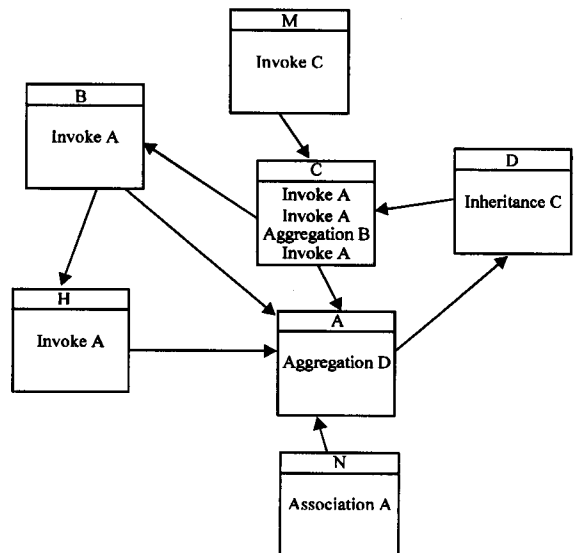 M
Invoke C
B
Invoke A
C
Invoke A
Invoke A
Aggregation B
Invoke A
D
Inheritance C
H
Invoke A
A
Aggregation D
N
Association A